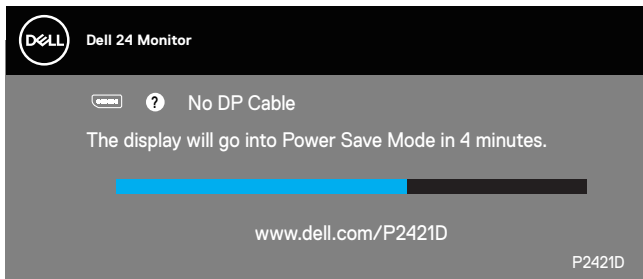 DELL
Dell 24 Monitor
? No DP Cable
The display will go into Power Save Mode in 4 minutes.
www.dell.com/P2421D
P2421D